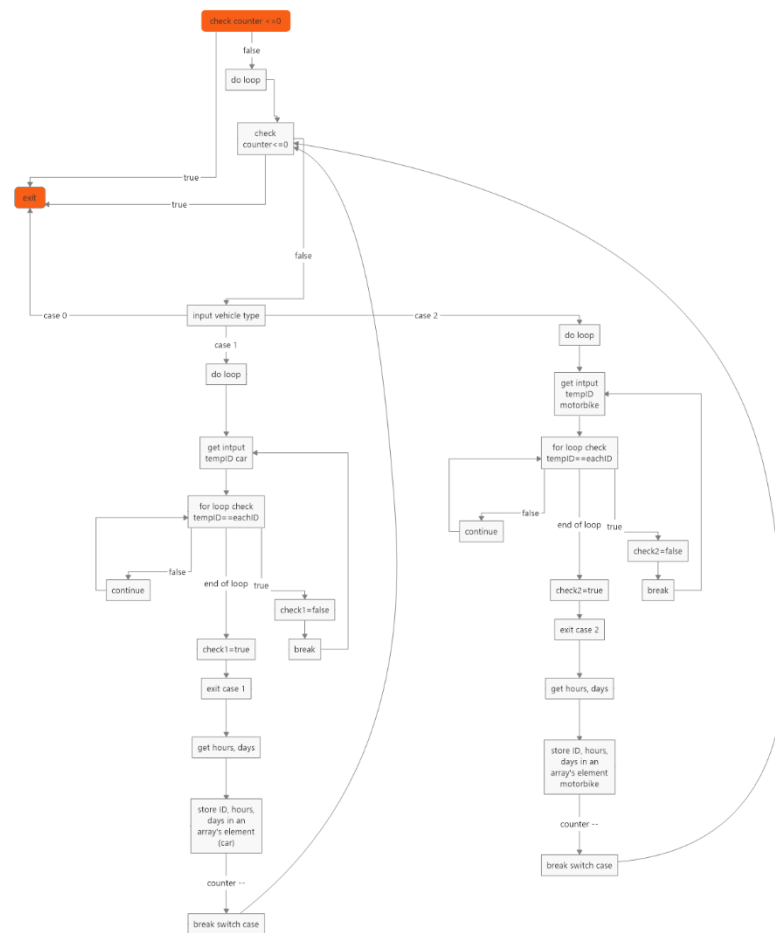 check counter <=0
false
do loop
check
counter<=0
true
exit
true
false
case 0
input vehicle type
case 2
case 1
do loop
get intput
tempID car
for loop check
tempID==eachID
false
end of loop
true
continue
check1=false
check1=true
break
exit case 1
get hours, days
store ID, hours,
days in an
array's element
(car)
counter --
break switch case
do loop
get intput
tempID
motorbike
for loop check
tempID==eachID
false
end of loop
true
continue
check2=false
check2=true
break
exit case 2
get hours, days
store ID, hours,
days in an
array's element
motorbike
counter --
break switch case